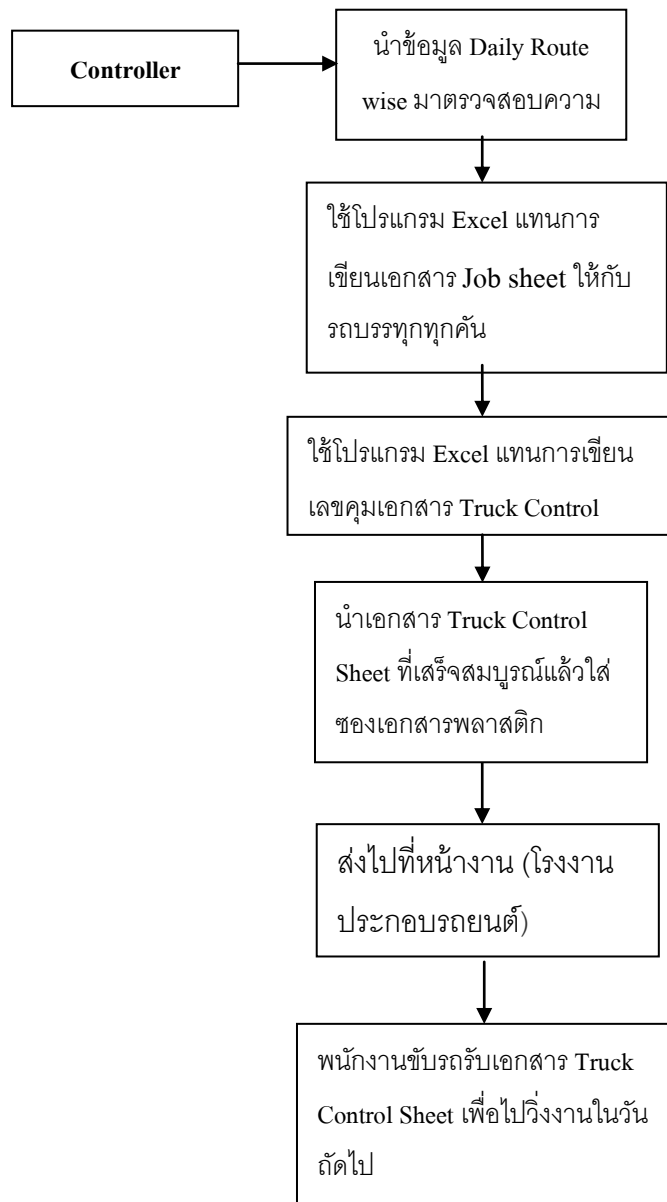 Controller
นำข้อมูล Daily Route
wise มาตรวจสอบความ
ใช้โปรแกรม Excel แทนการ
เขียนเอกสาร Job sheet ให้กับ
รถบรรทุกทุกคัน
ใช้โปรแกรม Excel แทนการเขียน
เลขคุมเอกสาร Truck Control
นำเอกสาร Truck Control
Sheet ที่เสร็จสมบูรณ์แล้วใส่
ซองเอกสารพลาสติก
ส่งไปที่หน้างาน (โรงงาน
ประกอบรถยนต์)
พนักงานขับรถรับเอกสาร Truck
Control Sheet เพื่อไปวิ่งงานในวัน
ถัดไป